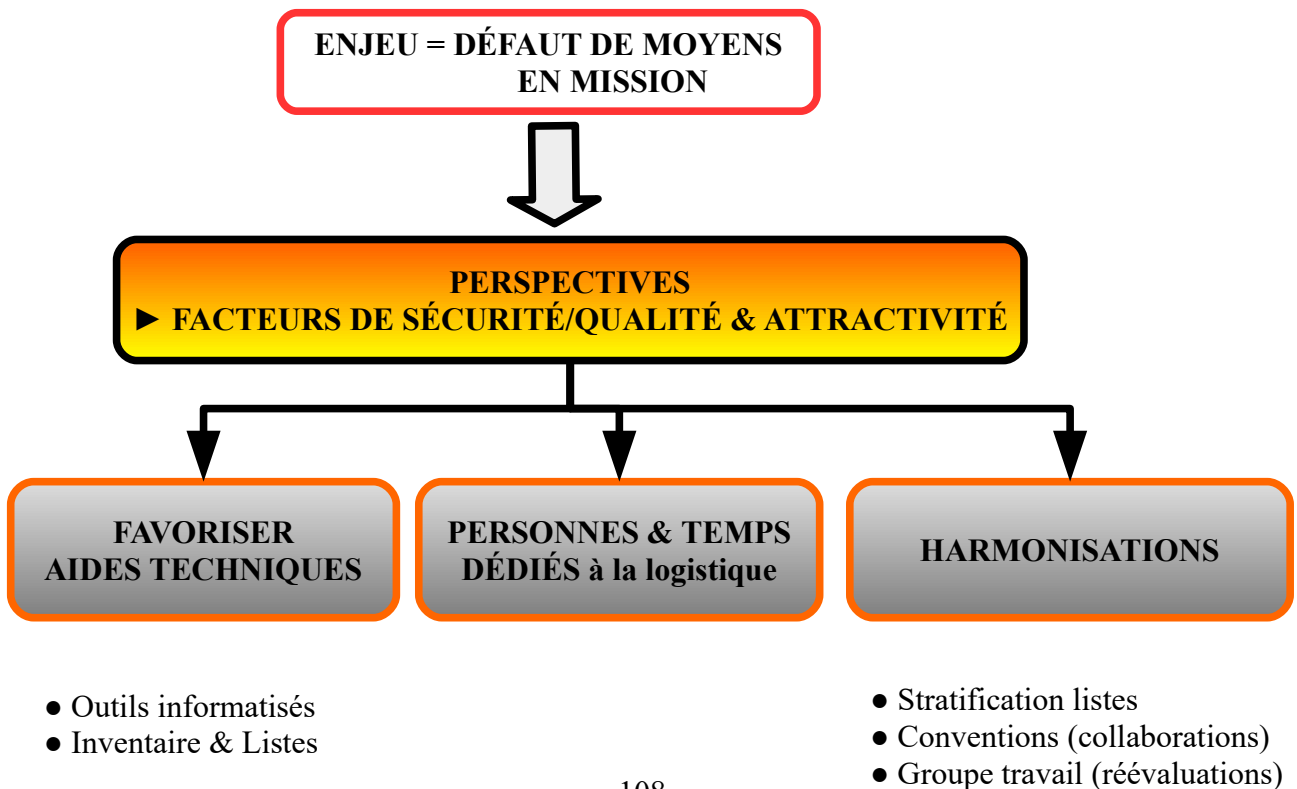 ENJEU = DÉFAUT DE MOYENS
EN MISSION
PERSPECTIVES
► FACTEURS DE SÉCURITÉ/QUALITÉ & ATTRACTIVITÉ
FAVORISER
AIDES TECHNIQUES
PERSONNES & TEMPS
DÉDIÉS à la logistique
HARMONISATIONS
● Outils informatisés
● Inventaire & Listes
● Stratification listes
● Conventions (collaborations)
● Groupe travail (réévaluations)
108